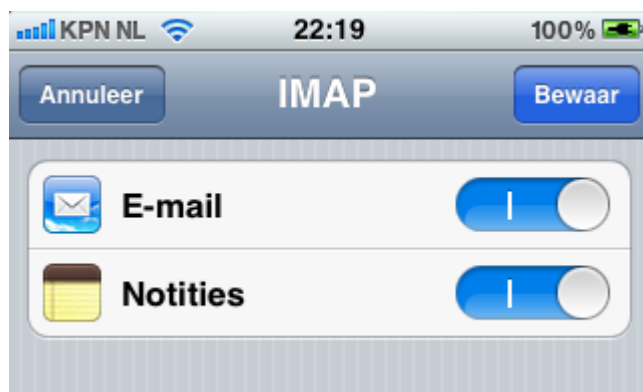 KPN NL 22:19 100%
Annuleer IMAP Bewaar
E-mail
Notities